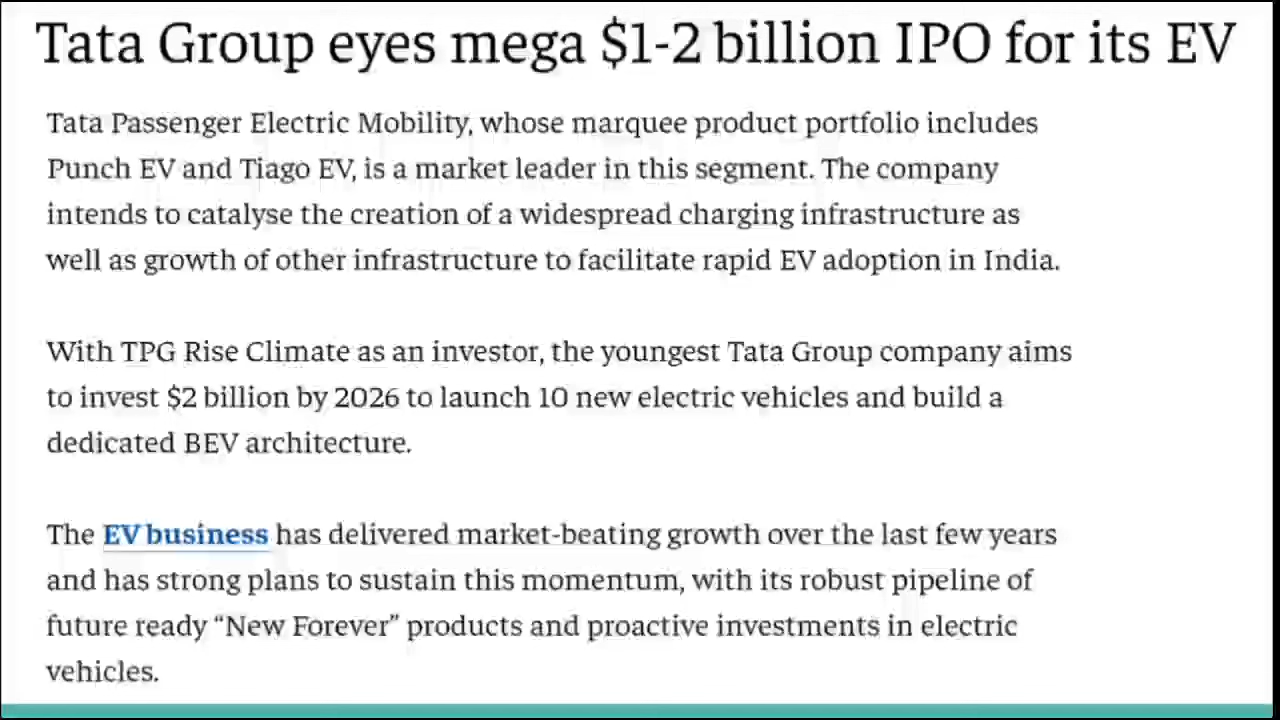 Tata Group eyes mega $1-2 billion IPO for its EV
Tata Passenger Electric Mobility, whose marquee product portfolio includes
Punch EV and Tiago EV, is a market leader in this segment. The company
intends to catalyse the creation of a widespread charging infrastructure as
well as growth of other infrastructure to facilitate rapid EV adoption in India.
With TPG Rise Climate as an investor, the youngest Tata Group company aims
to invest $2 billion by 2026 to launch 10 new electric vehicles and build a
dedicated BEV architecture.
The EV business has delivered market-beating growth over the last few years
and has strong plans to sustain this momentum, with its robust pipeline of
future ready “New Forever” products and proactive investments in electric
vehicles.